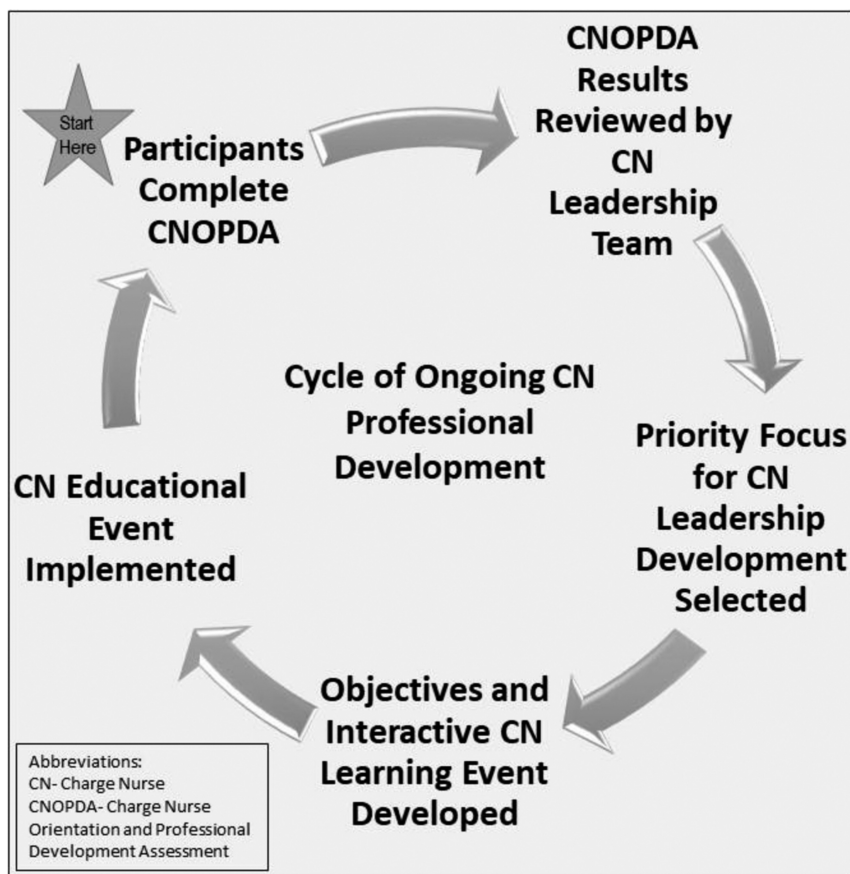 Start
Here
Participants
Complete
CNOPDA
CNOPDA
Results
Reviewed by
CN
Leadership
Team
Priority Focus
for CN
Leadership
Development
Selected
Objectives and
Interactive CN
Learning Event
Developed
CN Educational
Event
Implemented
Cycle of Ongoing CN
Professional
Development
Abbreviations:
CN- Charge Nurse
CNOPDA- Charge Nurse
Orientation and Professional
Development Assessment